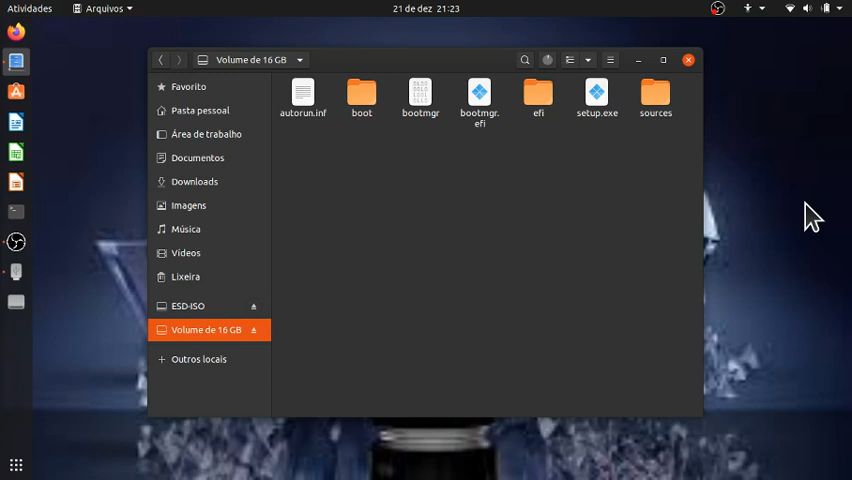 Atividades
Arquivos
21 de dez 21:23
Volume de 16 GB
Favorito
Pasta pessoal
Área de trabalho
Documentos
Downloads
Imagens
Música
Vídeos
Lixeira
ESD-ISO
Volume de 16 GB
Outros locais
autorun.inf
boot
bootmgr
bootmgr.
efi
efi
setup.exe
sources